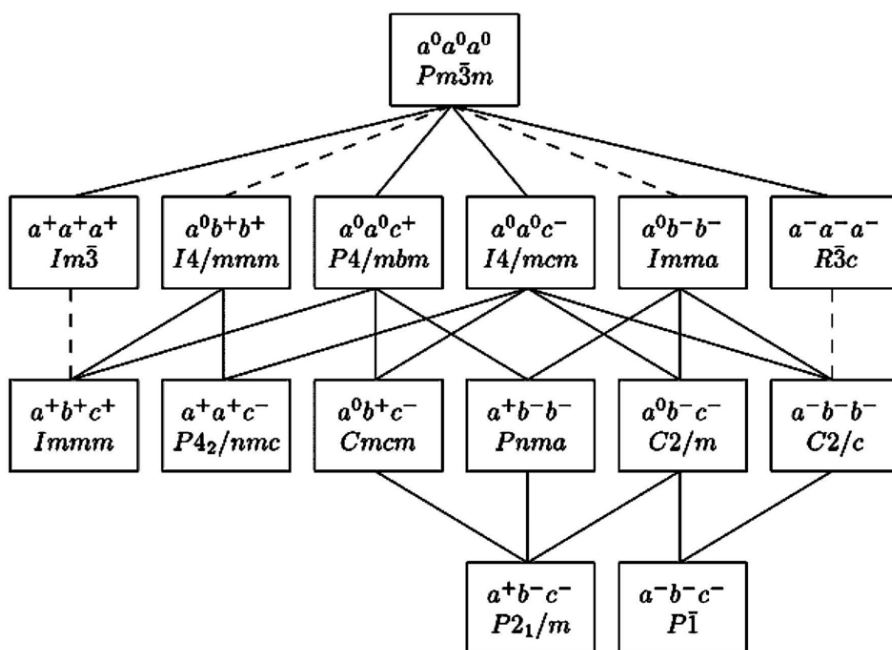 a⁰a⁰a⁰
Pm3̄m
a⁺a⁺a⁺
Im3̄
a⁰b⁺b⁺
I4/mmm
a⁰a⁰c⁺
P4/mbm
a⁰a⁰c⁻
I4/mcm
a⁰b⁻b⁻
Imma
a⁻a⁻a⁻
R3̄c
a⁺b⁺c⁺
Immm
a⁺a⁺c⁻
P4₂/nmc
a⁰b⁺c⁻
Cmcm
a⁺b⁻b⁻
Pnma
a⁰b⁻c⁻
C2/m
a⁻b⁻b⁻
C2/c
a⁺b⁻c⁻
P2₁/m
a⁻b⁻c⁻
P1̄